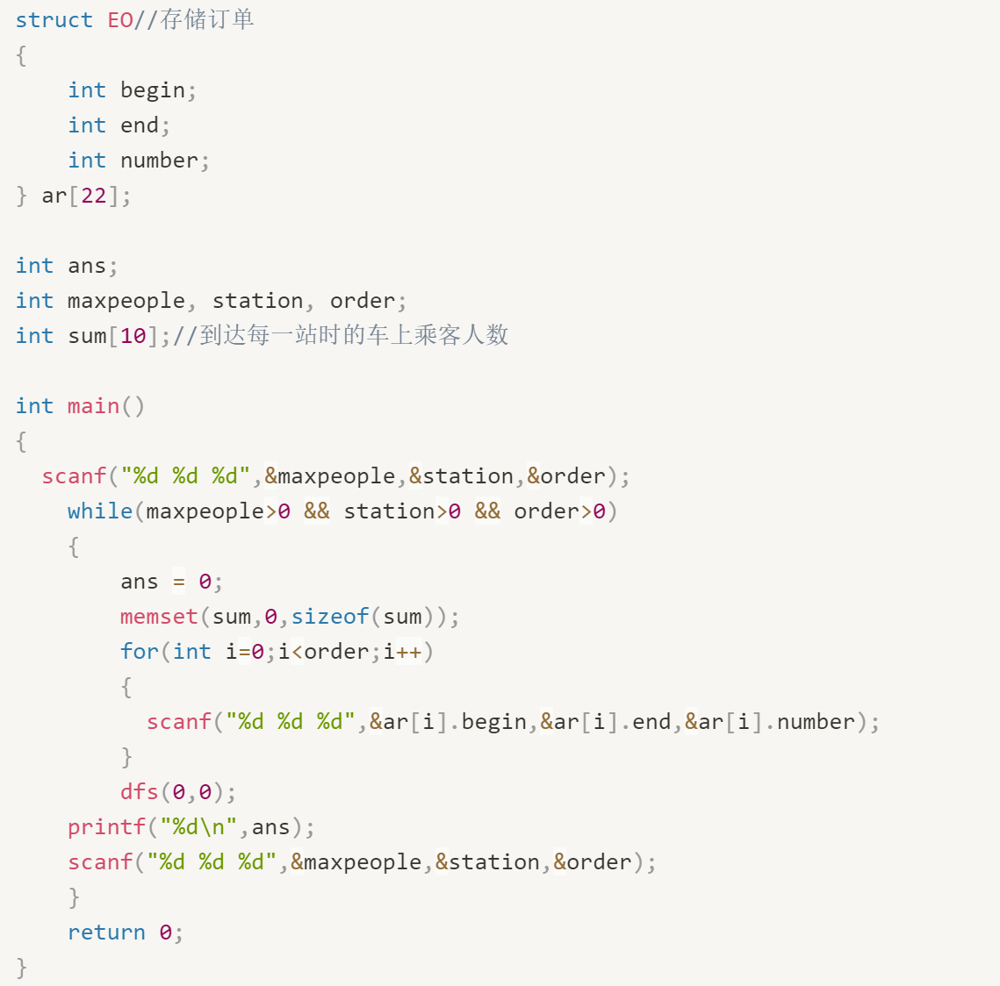 struct EO//存储订单
{
    int begin;
    int end;
    int number;
} ar[22];

int ans;
int maxpeople, station, order;
int sum[10];//到达每一站时的车上乘客人数

int main()
{
  scanf("%d %d %d",&maxpeople,&station,&order);
    while(maxpeople>0 && station>0 && order>0)
    {
        ans = 0;
        memset(sum,0,sizeof(sum));
        for(int i=0;i<order;i++)
        {
          scanf("%d %d %d",&ar[i].begin,&ar[i].end,&ar[i].number);
        }
        dfs(0,0);
    printf("%d\n",ans);
    scanf("%d %d %d",&maxpeople,&station,&order);
    }
    return 0;
}